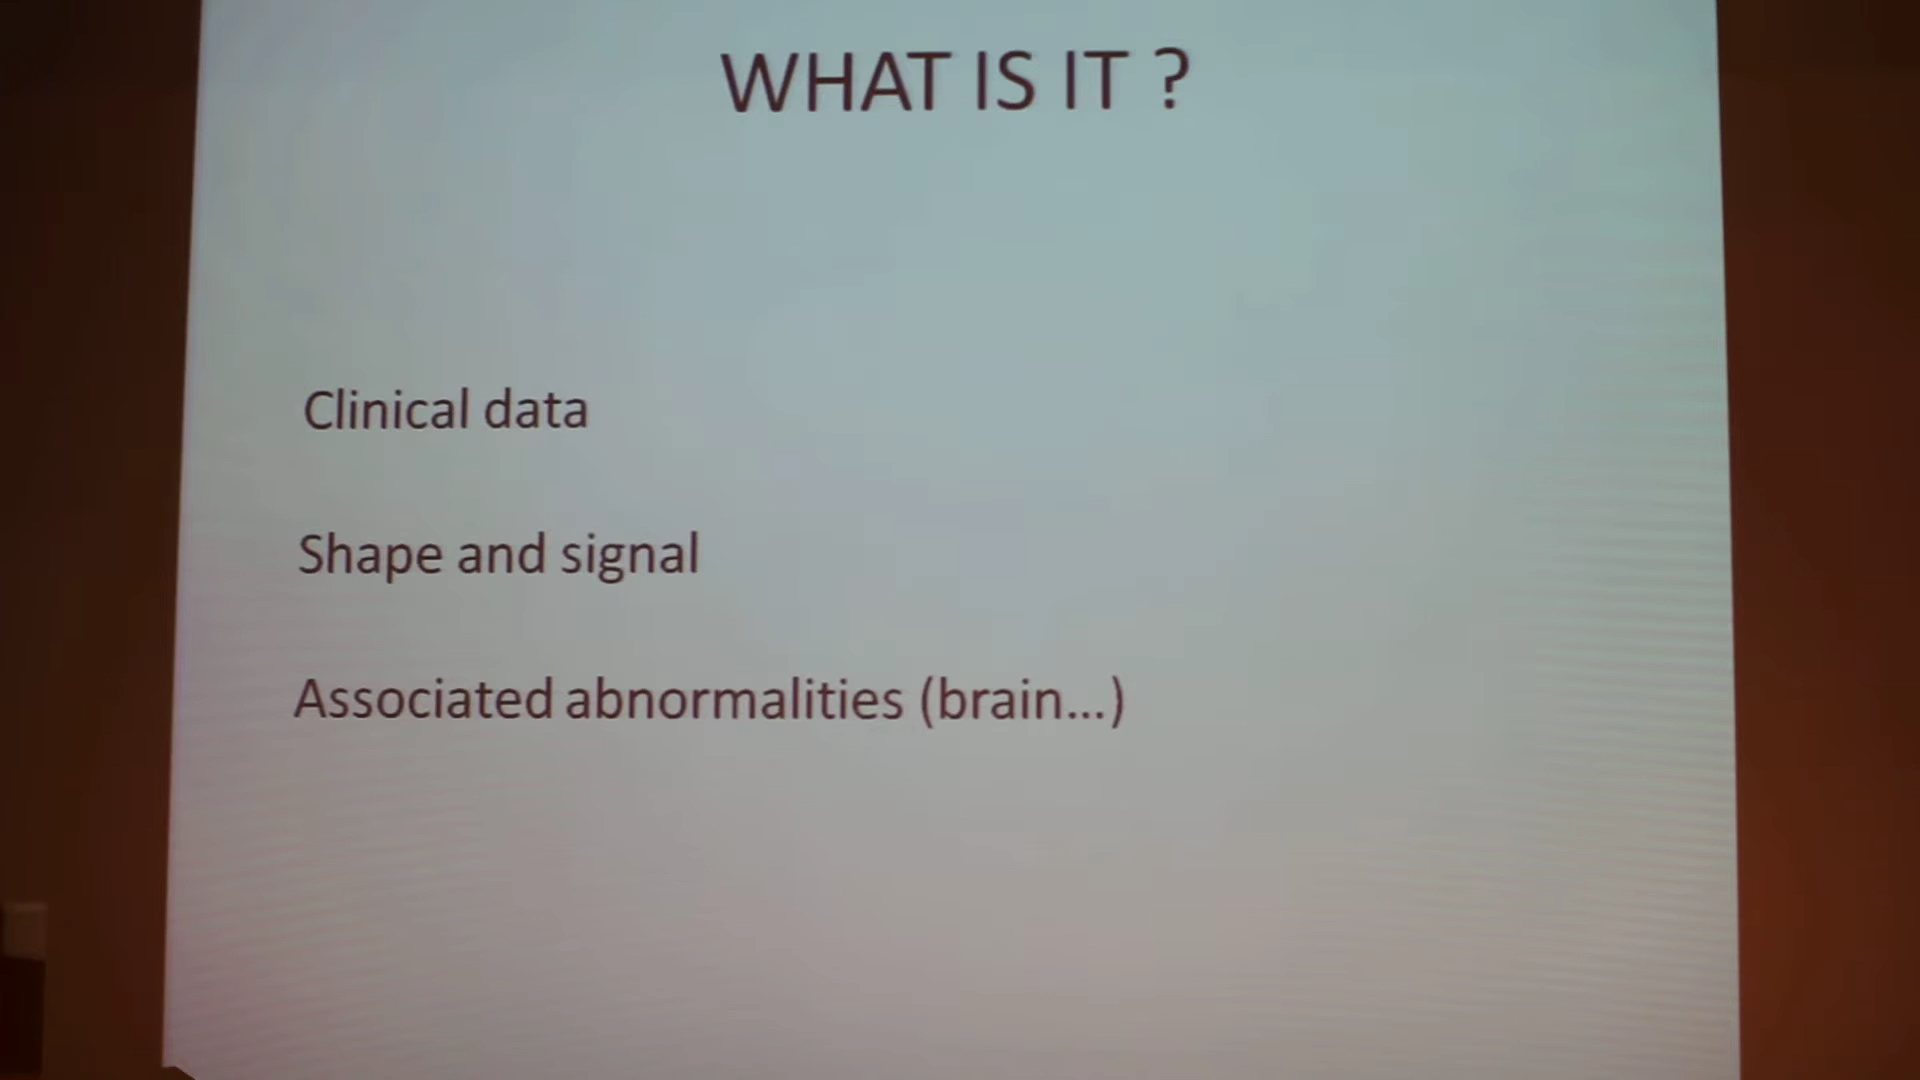 WHAT IS IT ?
Clinical data
Shape and signal
Associated abnormalities (brain...)